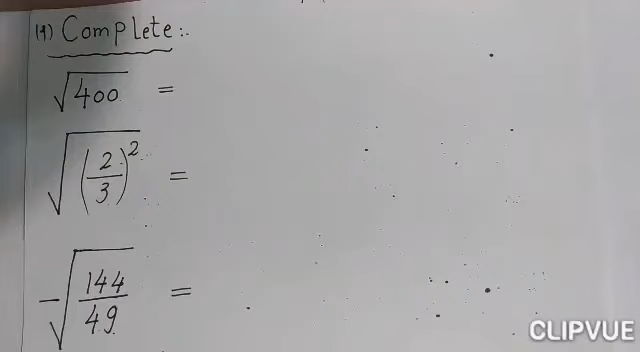 (1) Complete:.
√400 =
√(2/3)² =
-√144/49 =
CLIPVUE